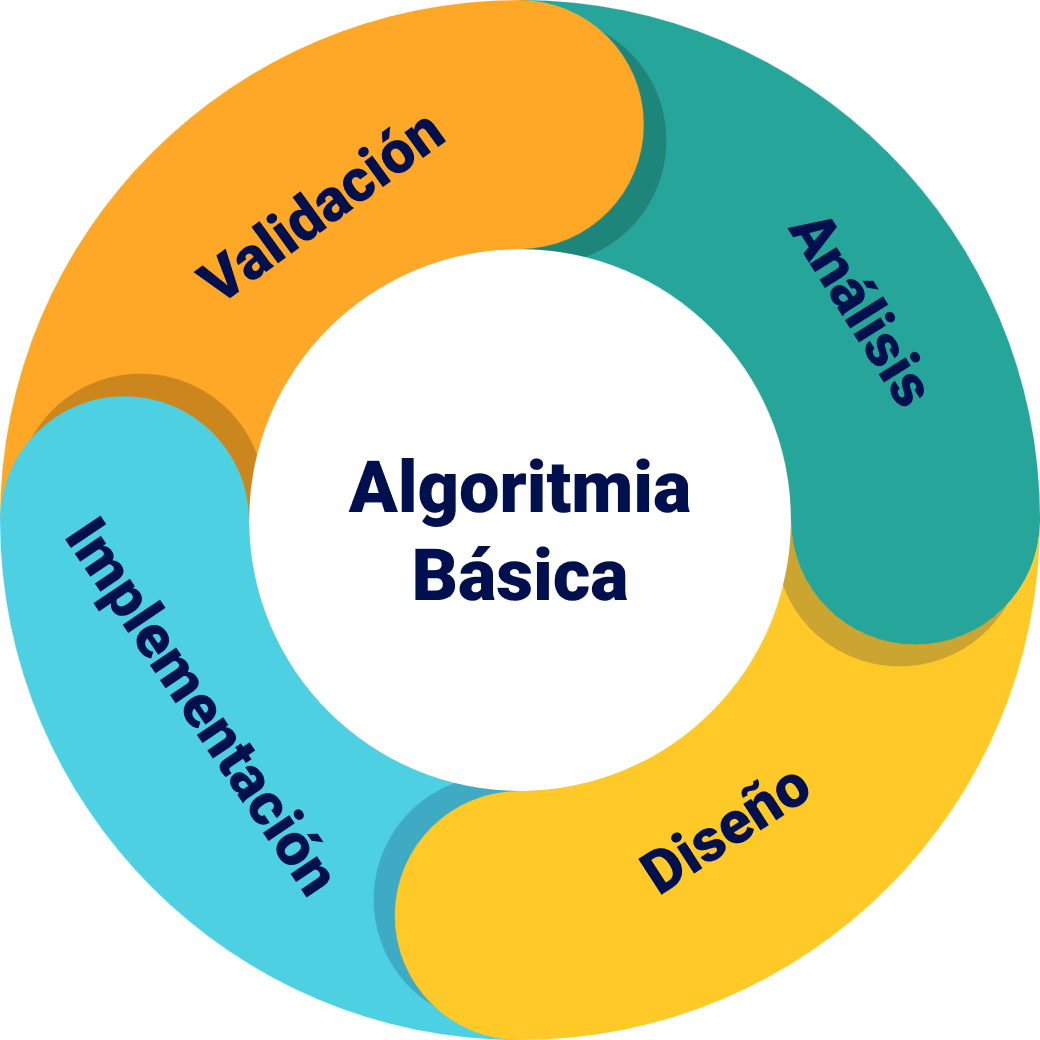 Validación
Análisis
Algoritmia
Básica
Implementación
Diseño